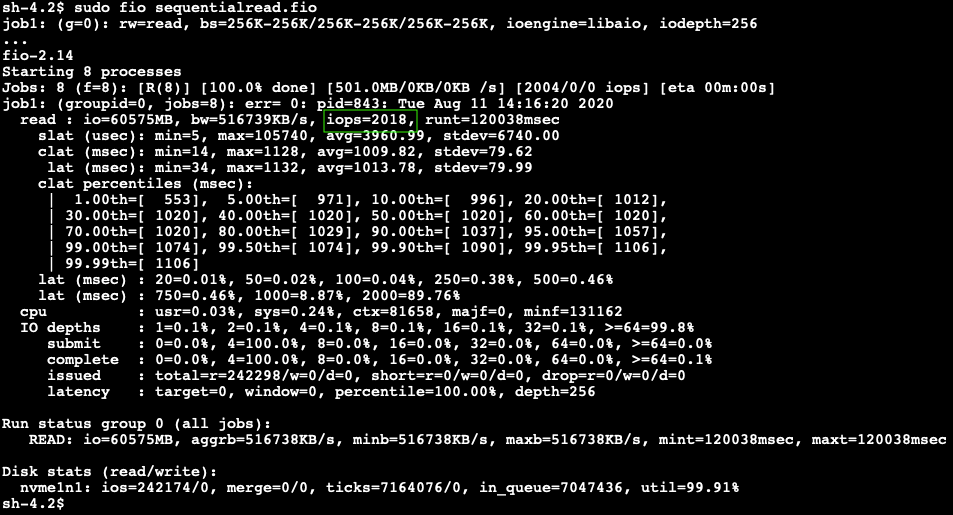 sh-4.2$ sudo fio sequentialread.fio
job1: (g=0): rw=read, bs=256K-256K/256K-256K/256K-256K, ioengine=libaio, iodepth=256
...
fio-2.14
Starting 8 processes
Jobs: 8 (f=8): [R(8)] [100.0% done] [501.0MB/0KB/0KB /s] [2004/0/0 iops] [eta 00m:00s]
job1: (groupid=0, jobs=8): err= 0: pid=843: Tue Aug 11 14:16:20 2020
  read : io=60575MB, bw=516739KB/s, iops=2018, runt=120038msec
    slat (usec): min=5, max=105740, avg=3960.99, stdev=6740.00
    clat (msec): min=14, max=1128, avg=1009.82, stdev=79.62
     lat (msec): min=34, max=1132, avg=1013.78, stdev=79.99
    clat percentiles (msec):
     |  1.00th=[  553],  5.00th=[  971], 10.00th=[  996], 20.00th=[ 1012],
     | 30.00th=[ 1020], 40.00th=[ 1020], 50.00th=[ 1020], 60.00th=[ 1020],
     | 70.00th=[ 1020], 80.00th=[ 1029], 90.00th=[ 1037], 95.00th=[ 1057],
     | 99.00th=[ 1074], 99.50th=[ 1074], 99.90th=[ 1090], 99.95th=[ 1106],
     | 99.99th=[ 1106]
    lat (msec) : 20=0.01%, 50=0.02%, 100=0.04%, 250=0.38%, 500=0.46%
    lat (msec) : 750=0.46%, 1000=8.87%, 2000=89.76%
  cpu          : usr=0.03%, sys=0.24%, ctx=81658, majf=0, minf=131162
  IO depths    : 1=0.1%, 2=0.1%, 4=0.1%, 8=0.1%, 16=0.1%, 32=0.1%, >=64=99.8%
     submit    : 0=0.0%, 4=100.0%, 8=0.0%, 16=0.0%, 32=0.0%, 64=0.0%, >=64=0.0%
     complete  : 0=0.0%, 4=100.0%, 8=0.0%, 16=0.0%, 32=0.0%, 64=0.0%, >=64=0.1%
     issued    : total=r=242298/w=0/d=0, short=r=0/w=0/d=0, drop=r=0/w=0/d=0
     latency   : target=0, window=0, percentile=100.00%, depth=256

Run status group 0 (all jobs):
   READ: io=60575MB, aggrb=516738KB/s, minb=516738KB/s, maxb=516738KB/s, mint=120038msec, maxt=120038msec

Disk stats (read/write):
  nvme1n1: ios=242174/0, merge=0/0, ticks=7164076/0, in_queue=7047436, util=99.91%
sh-4.2$